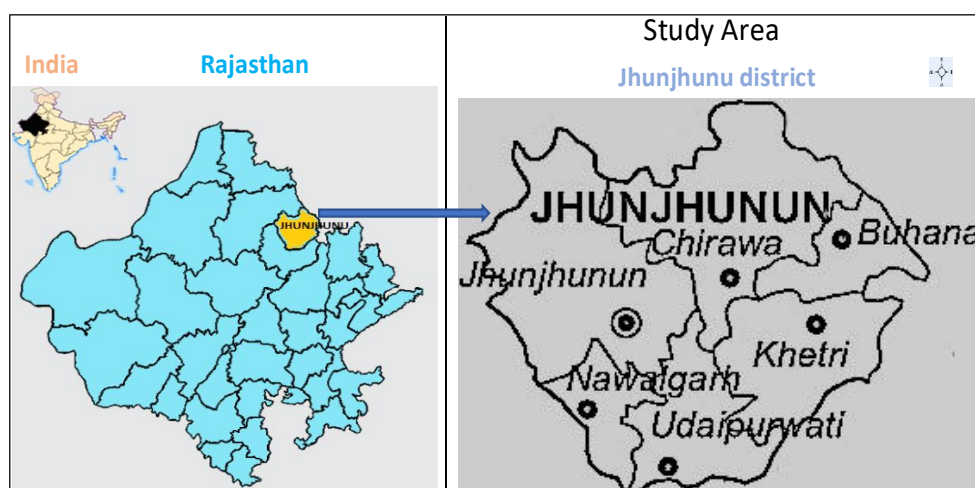 India
Rajasthan
JHUNJHUNU
Study Area
Jhunjhunu district
JHUNJHUNUN
Buhana
Chirawa
Jhunjhunun
Khetri
Nawalgarh
Udaipurwati